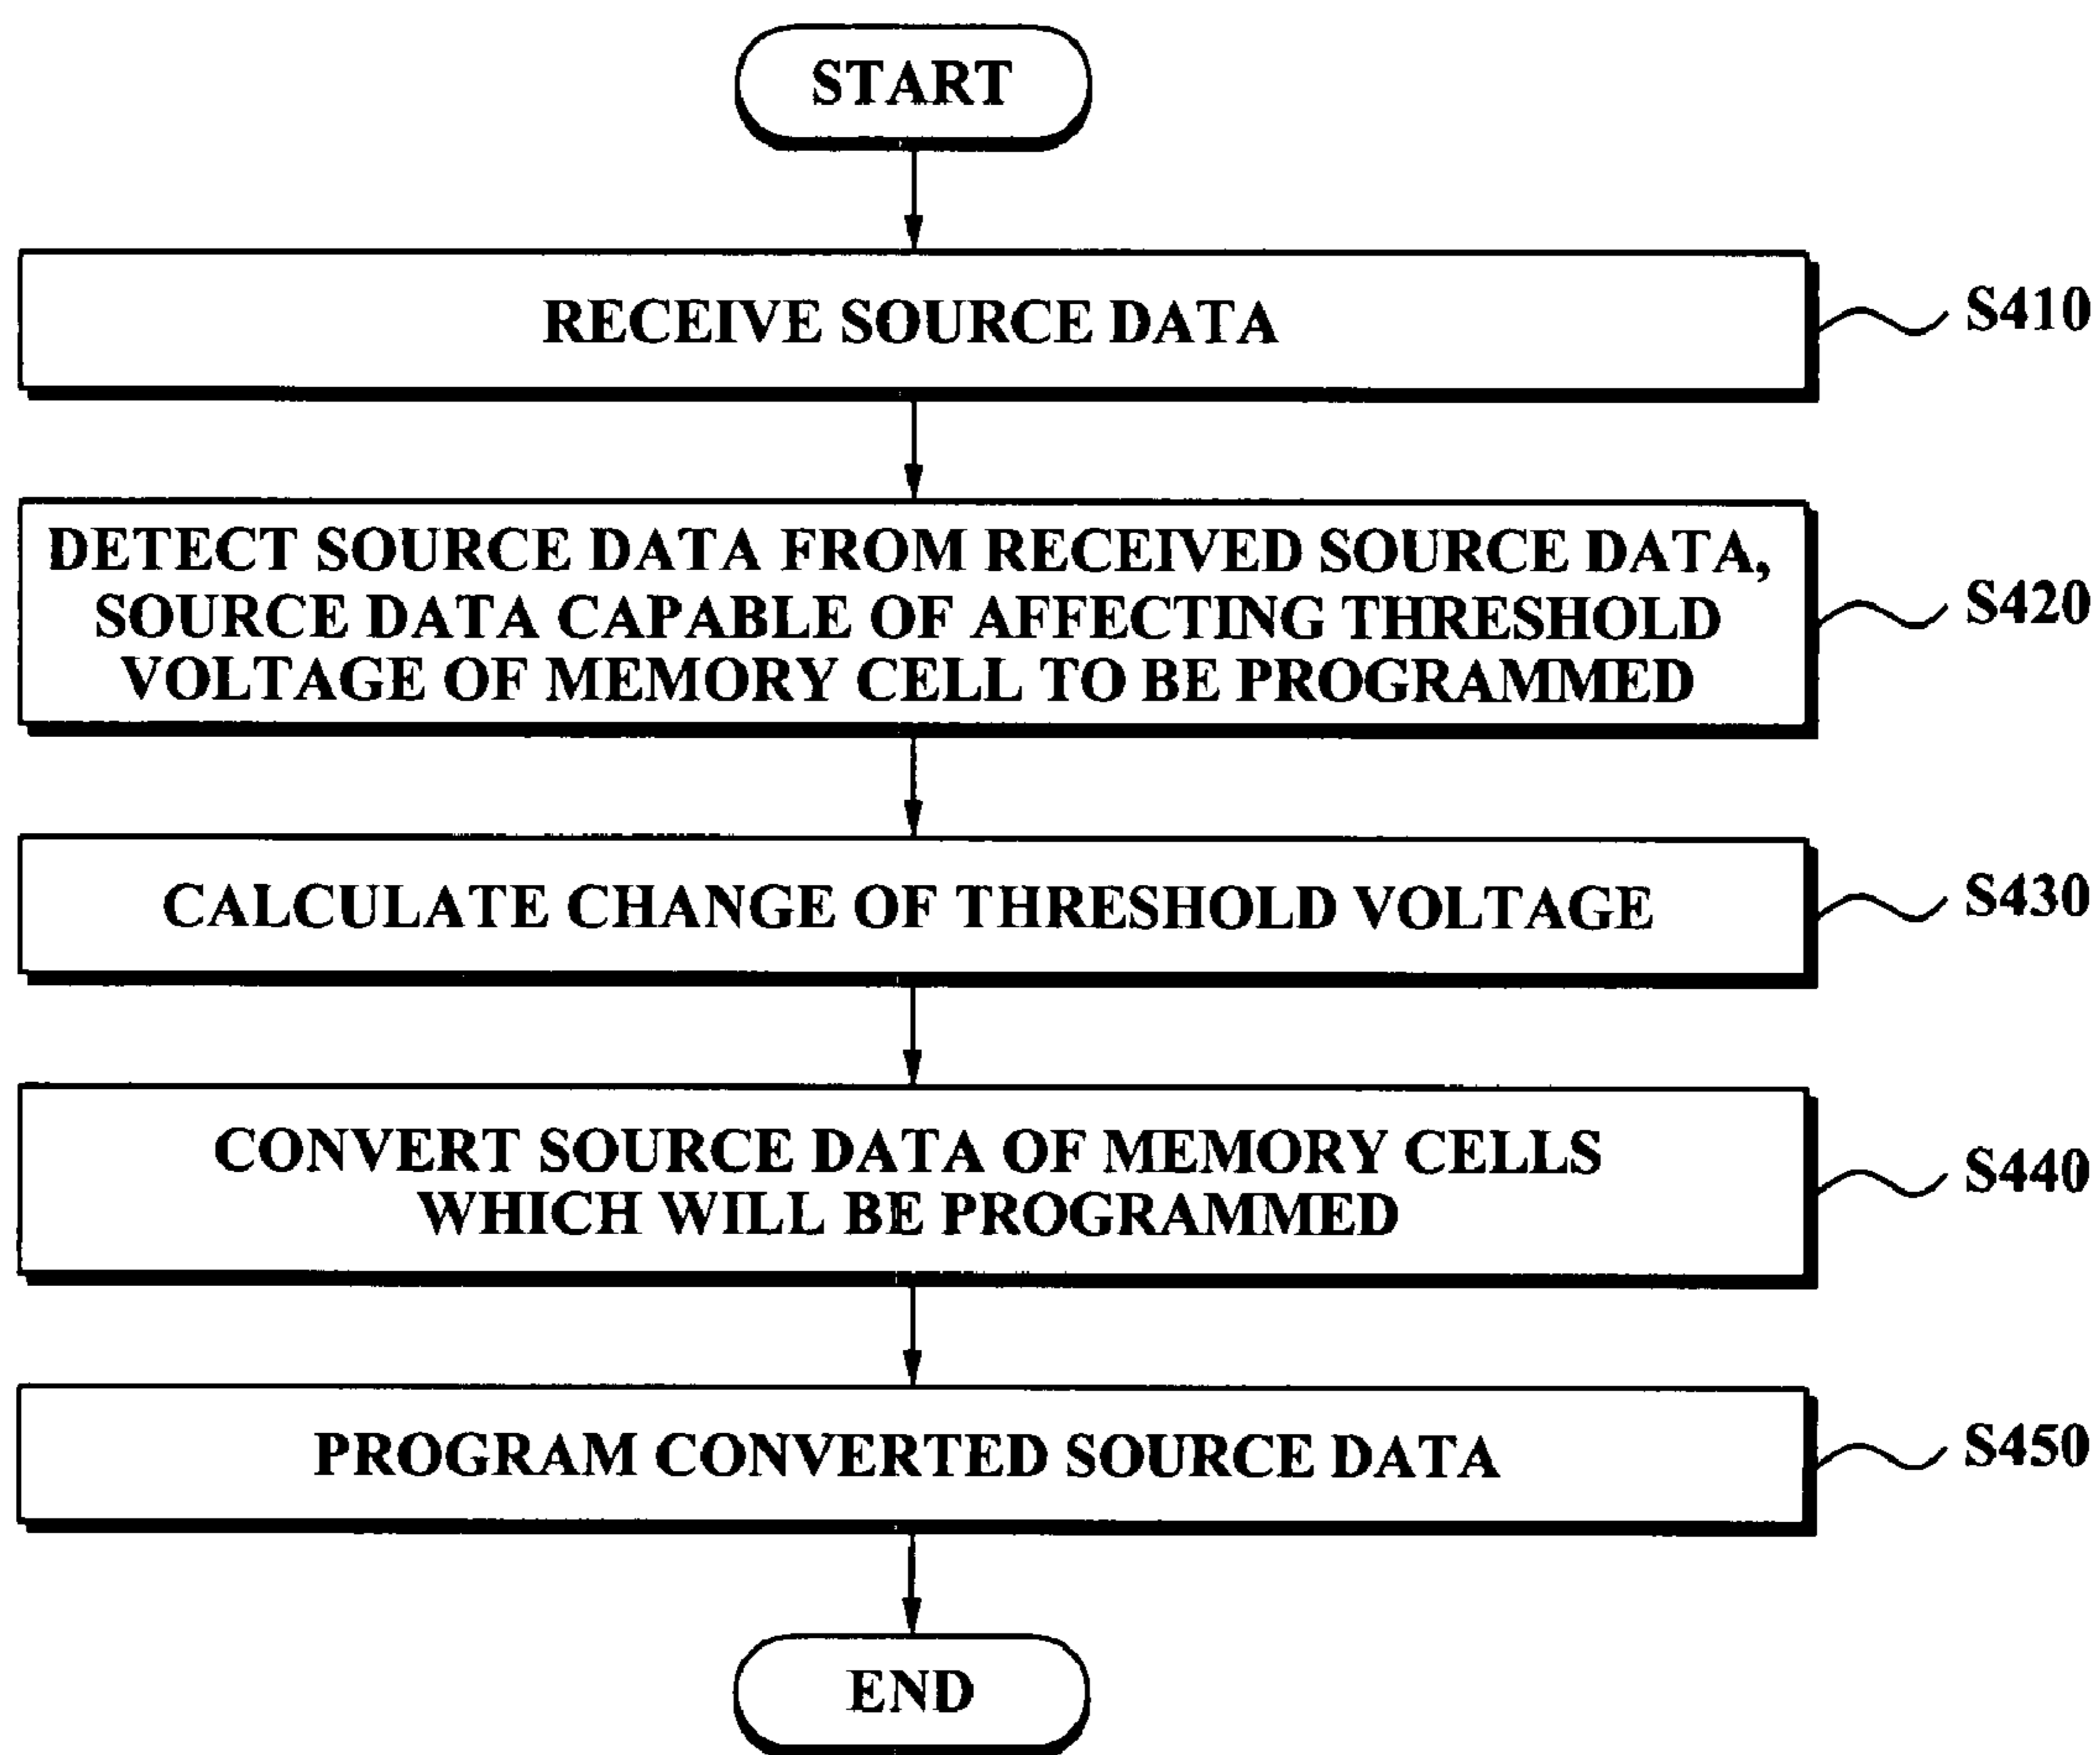 START
RECEIVE SOURCE DATA
S410
DETECT SOURCE DATA FROM RECEIVED SOURCE DATA,
SOURCE DATA CAPABLE OF AFFECTING THRESHOLD
VOLTAGE OF MEMORY CELL TO BE PROGRAMMED
S420
CALCULATE CHANGE OF THRESHOLD VOLTAGE
S430
CONVERT SOURCE DATA OF MEMORY CELLS
WHICH WILL BE PROGRAMMED
S440
PROGRAM CONVERTED SOURCE DATA
S450
END